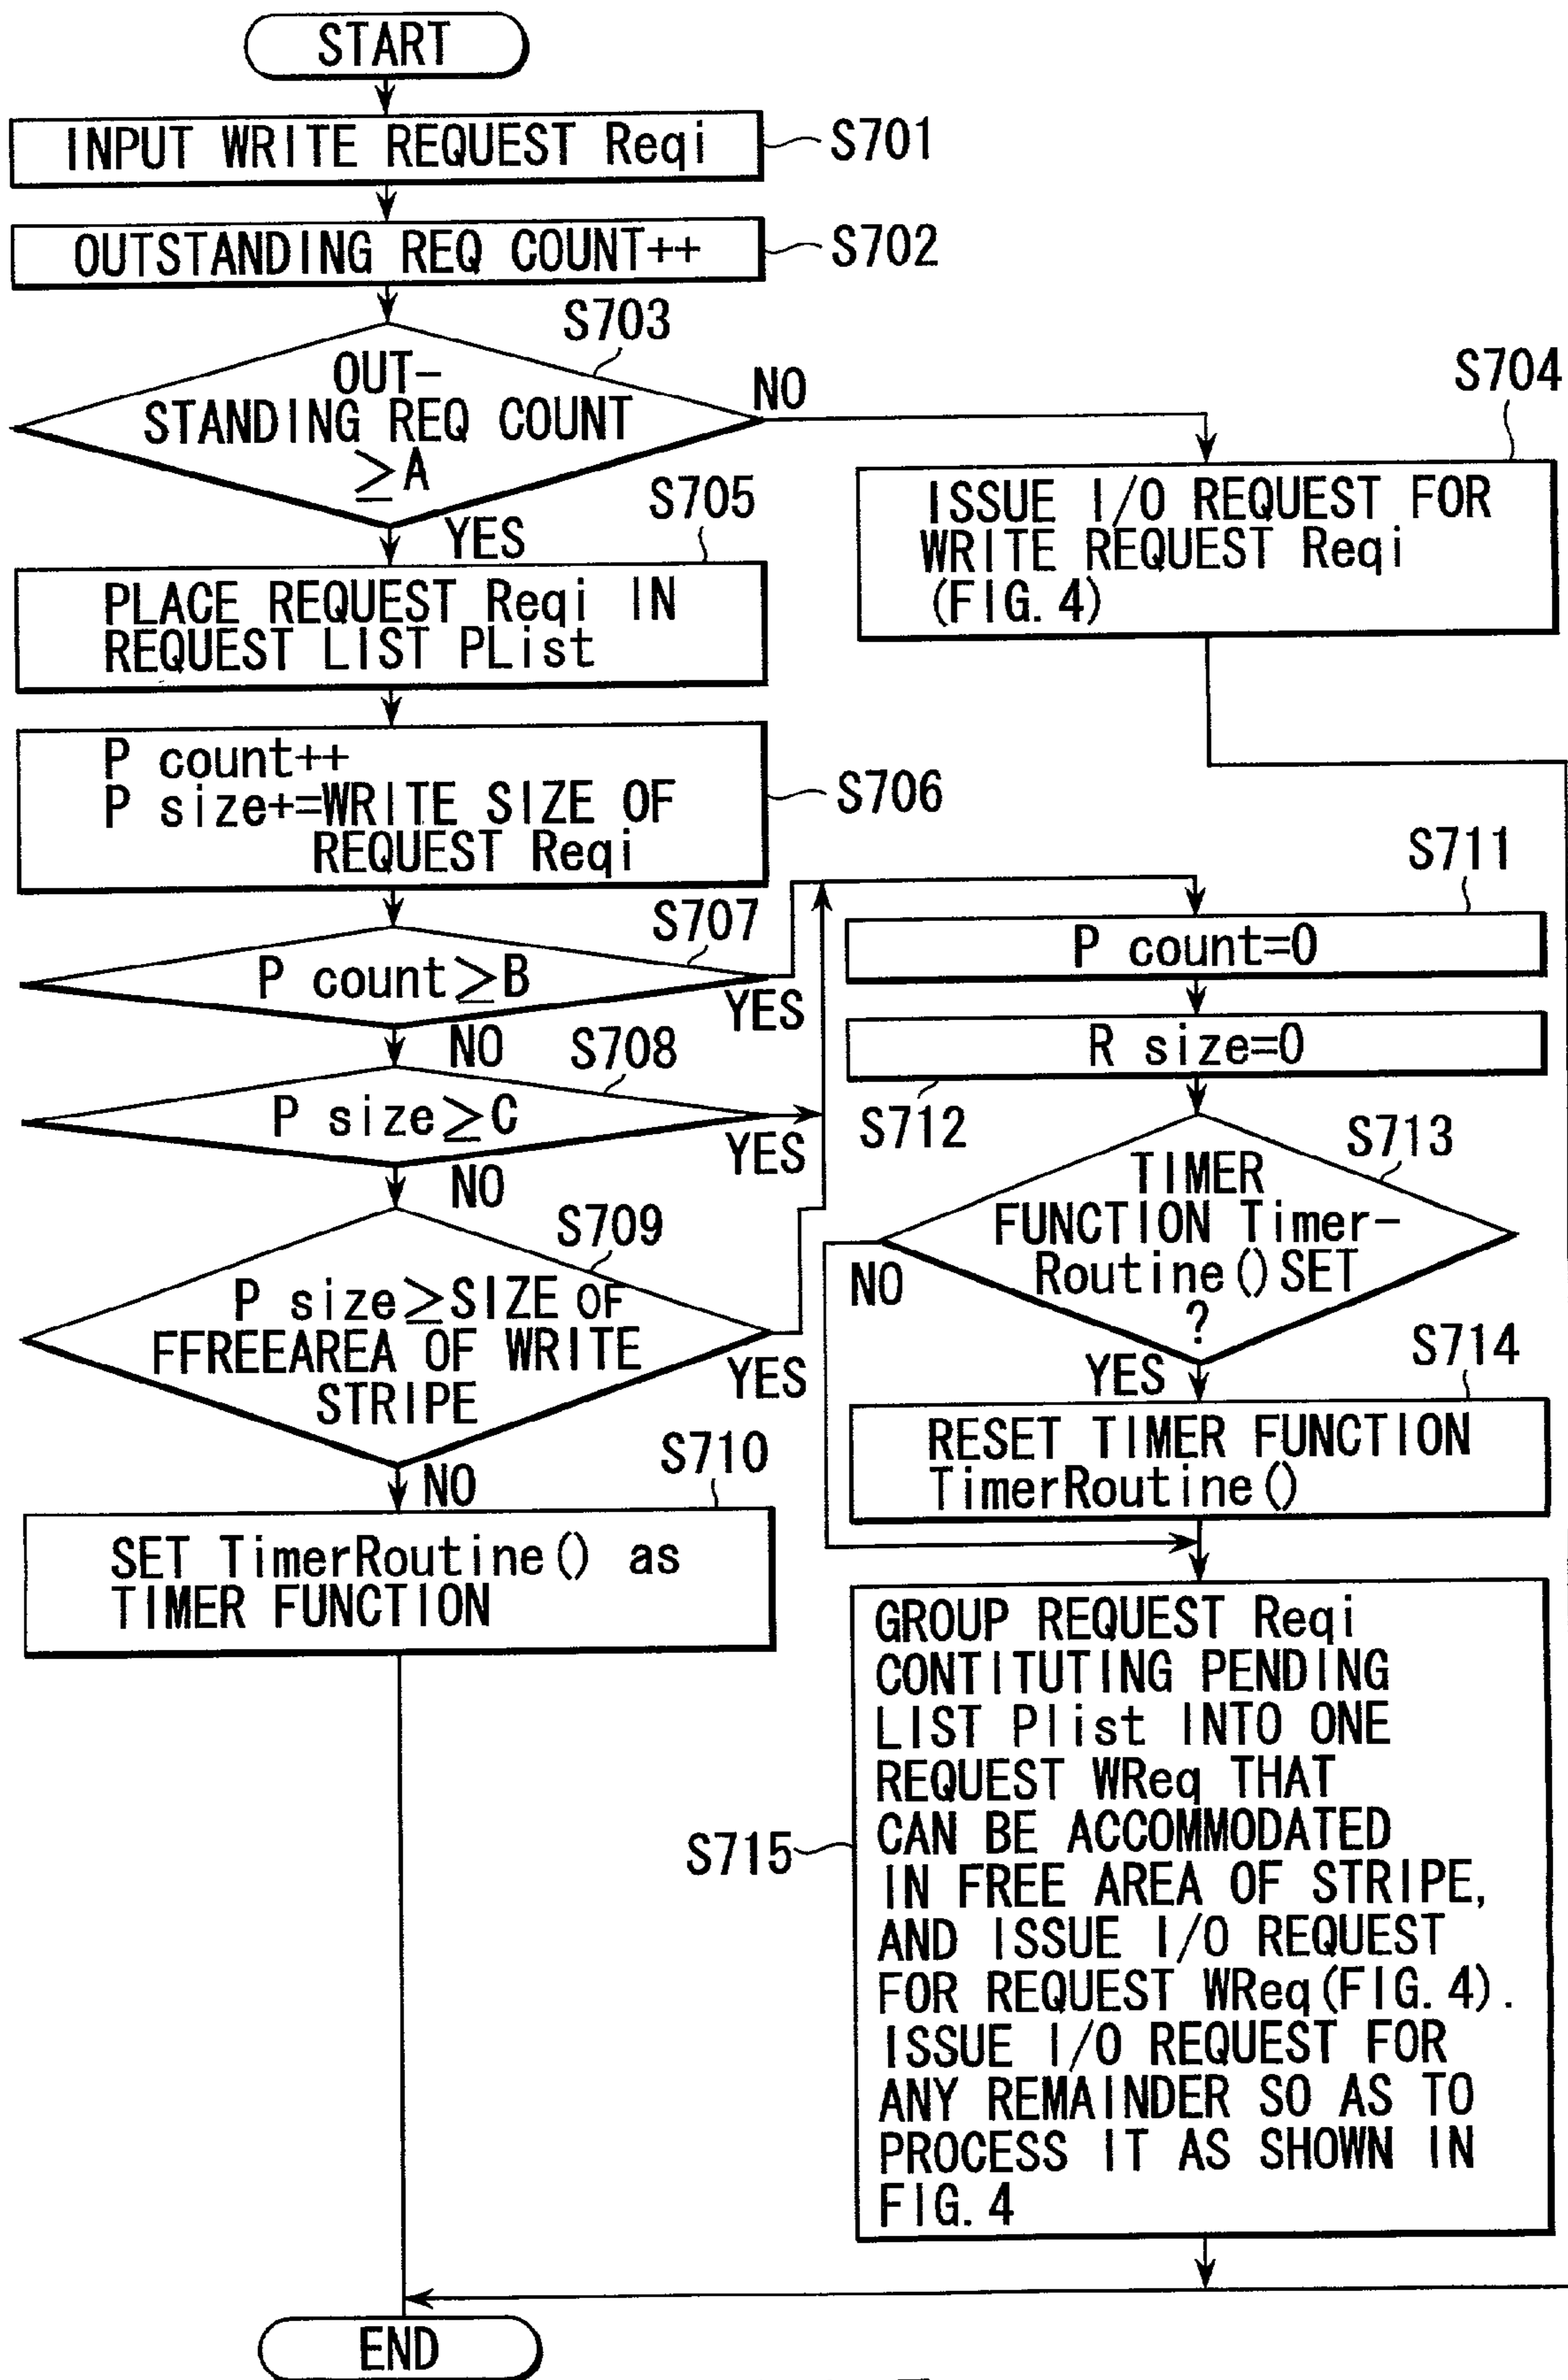 START
INPUT WRITE REQUEST Reqi
S701
OUTSTANDING REQ COUNT++
S702
S703
OUT-
STANDING REQ COUNT
≥A
NO
YES
S704
ISSUE I/O REQUEST FOR
WRITE REQUEST Reqi
(FIG. 4)
S705
PLACE REQUEST Reqi IN
REQUEST LIST PList
P count++
P size+=WRITE SIZE OF
REQUEST Reqi
S706
S707
P count≥B
YES
NO
S708
P size≥C
YES
NO
S709
P size≥SIZE OF
FFREEAREA OF WRITE
STRIPE
YES
NO
S710
SET TimerRoutine() as
TIMER FUNCTION
S711
P count=0
R size=0
S712
S713
TIMER
FUNCTION Timer-
Routine()SET
?
NO
YES
S714
RESET TIMER FUNCTION
TimerRoutine()
GROUP REQUEST Reqi
CONTITUTING PENDING
LIST Plist INTO ONE
REQUEST WReq THAT
CAN BE ACCOMMODATED
IN FREE AREA OF STRIPE,
AND ISSUE I/O REQUEST
FOR REQUEST WReq(FIG. 4).
ISSUE I/O REQUEST FOR
ANY REMAINDER SO AS TO
PROCESS IT AS SHOWN IN
FIG. 4
S715
END